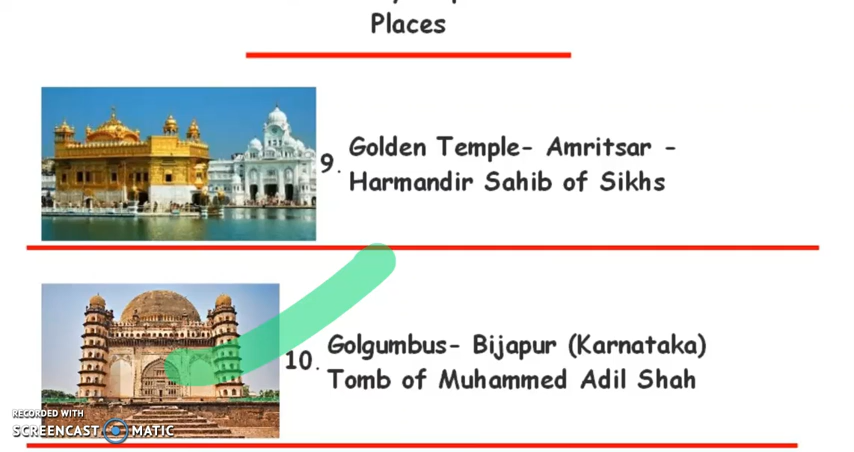 Places
9. Golden Temple- Amritsar -
Harmandir Sahib of Sikhs
10. Golgumbus- Bijapur (Karnataka)
Tomb of Muhammed Adil Shah
RECORDED WITH
SCREENCAST MATIC